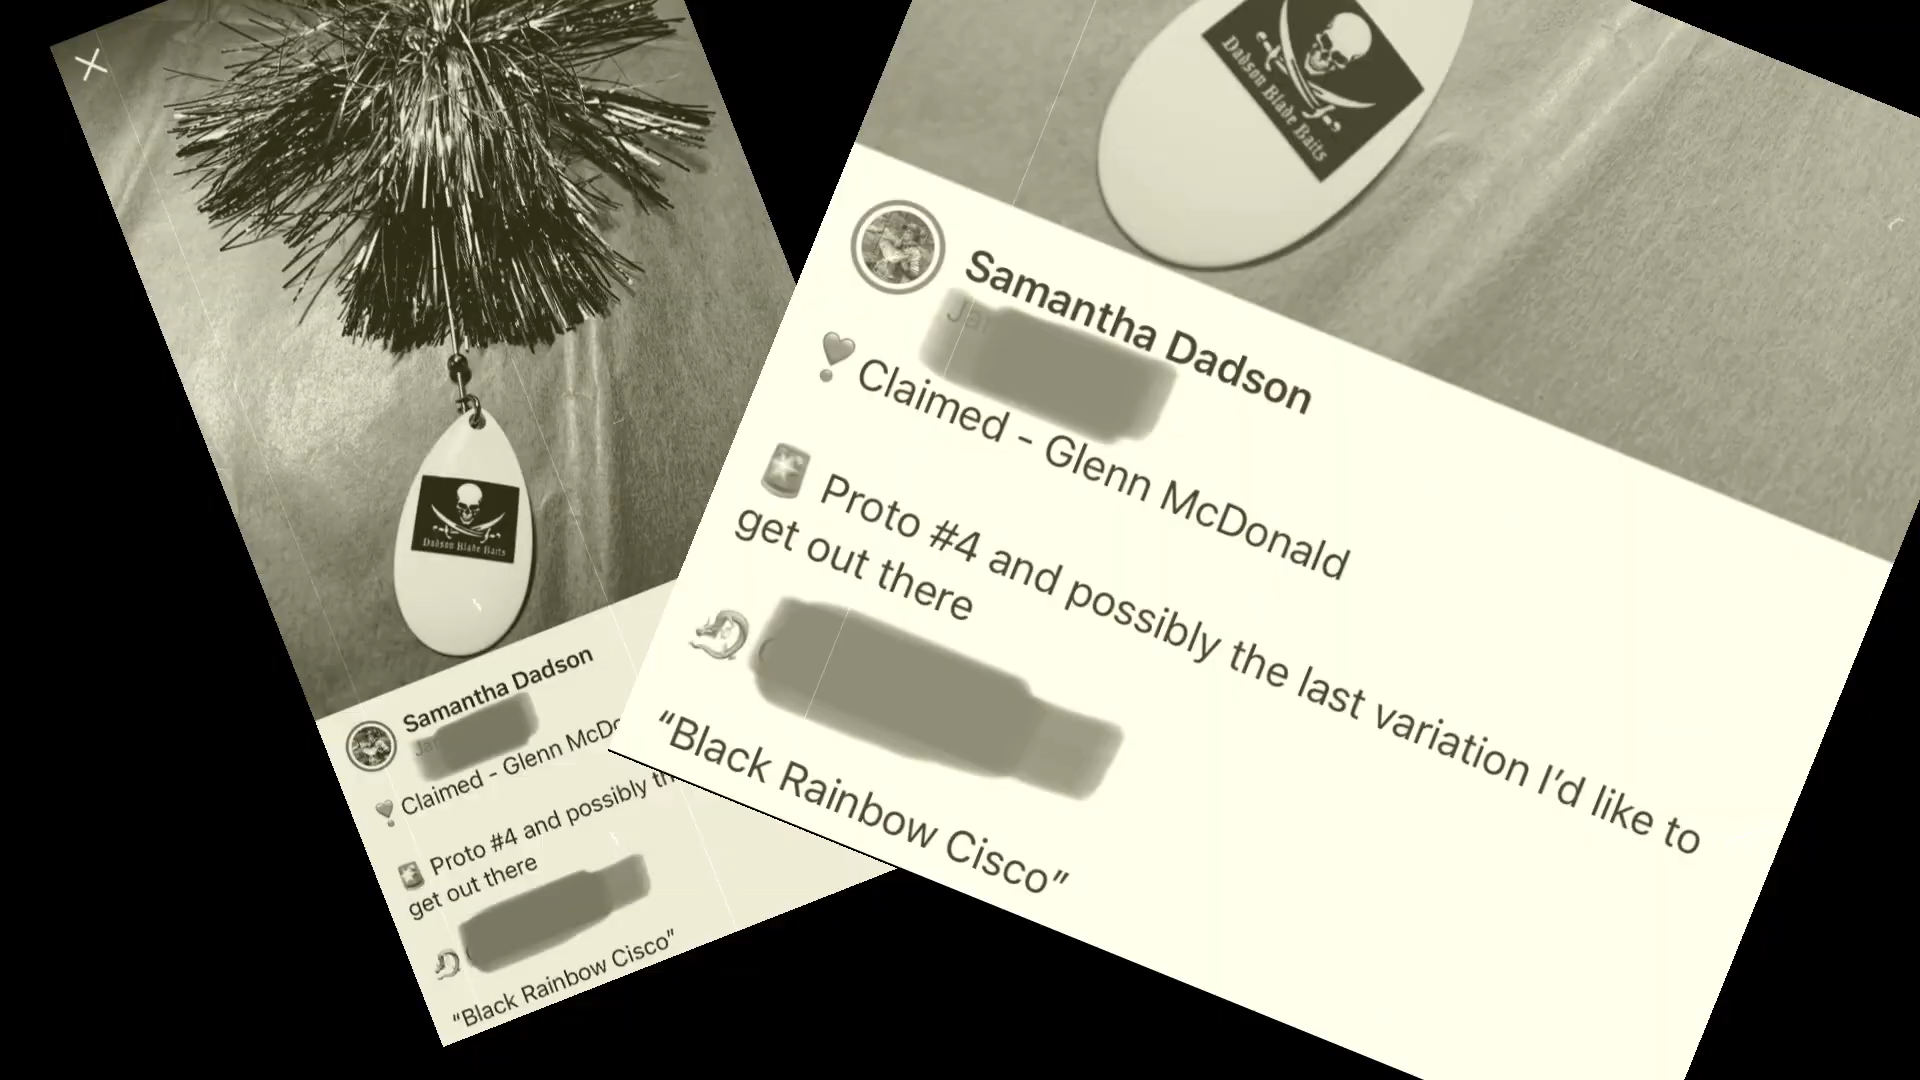 Dadson Blade Baits
Samantha Dadson
Claimed - Glenn McDo
Proto #4 and possibly th
get out there
"Black Rainbow Cisco"
Dadson Blade Baits
Samantha Dadson
Claimed - Glenn McDonald
Proto #4 and possibly the last variation I'd like to
get out there
"Black Rainbow Cisco"